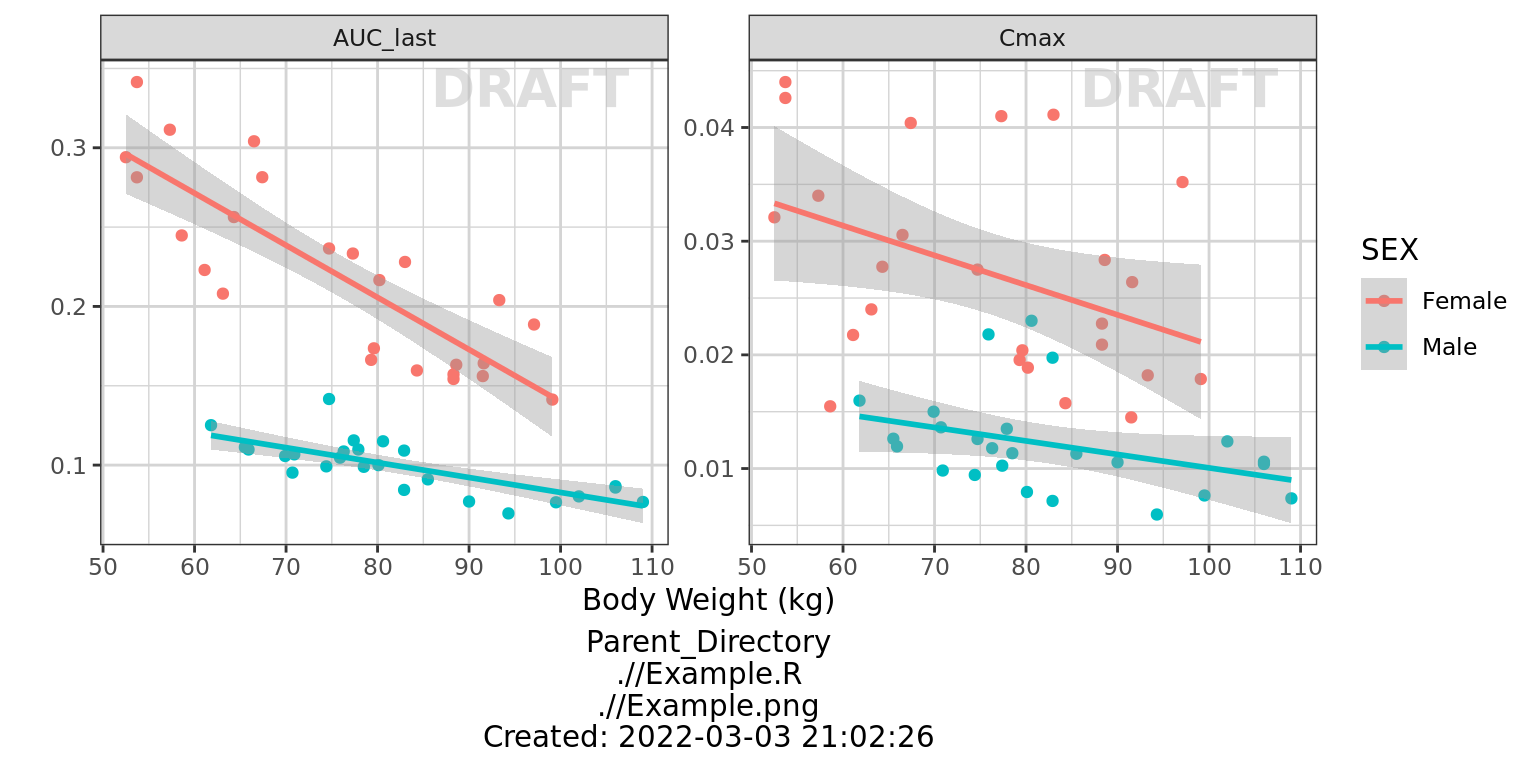 AUC_last
Cmax
DRAFT
DRAFT
0.3
0.2
0.1
0.04
0.03
0.02
0.01
50 60 70 80 90 100 110
50 60 70 80 90 100 110
Body Weight (kg)
SEX
Female
Male
Parent_Directory
.//Example.R
.//Example.png
Created: 2022-03-03 21:02:26